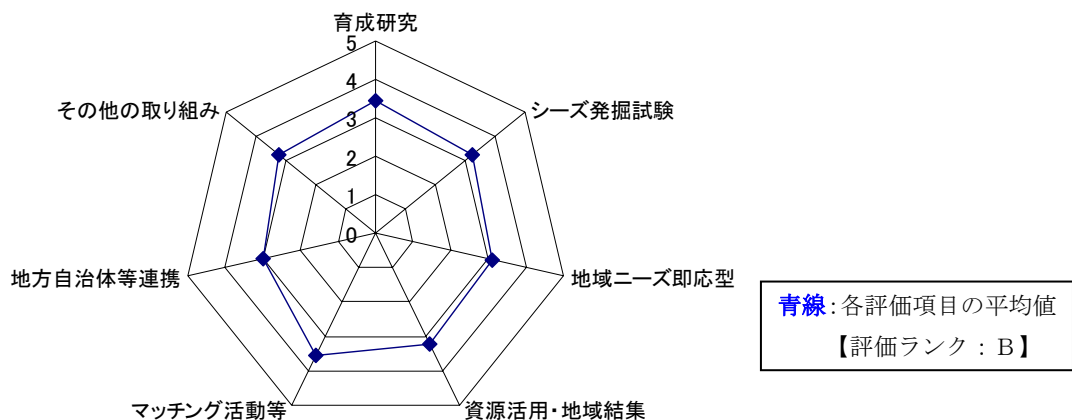 育成研究
5
4
3
2
1
0
その他の取り組み
シーズ発掘試験
地方自治体等連携
地域ニーズ即応型
マッチング活動等
資源活用・地域結集
青線:各評価項目の平均値
【評価ランク：B】